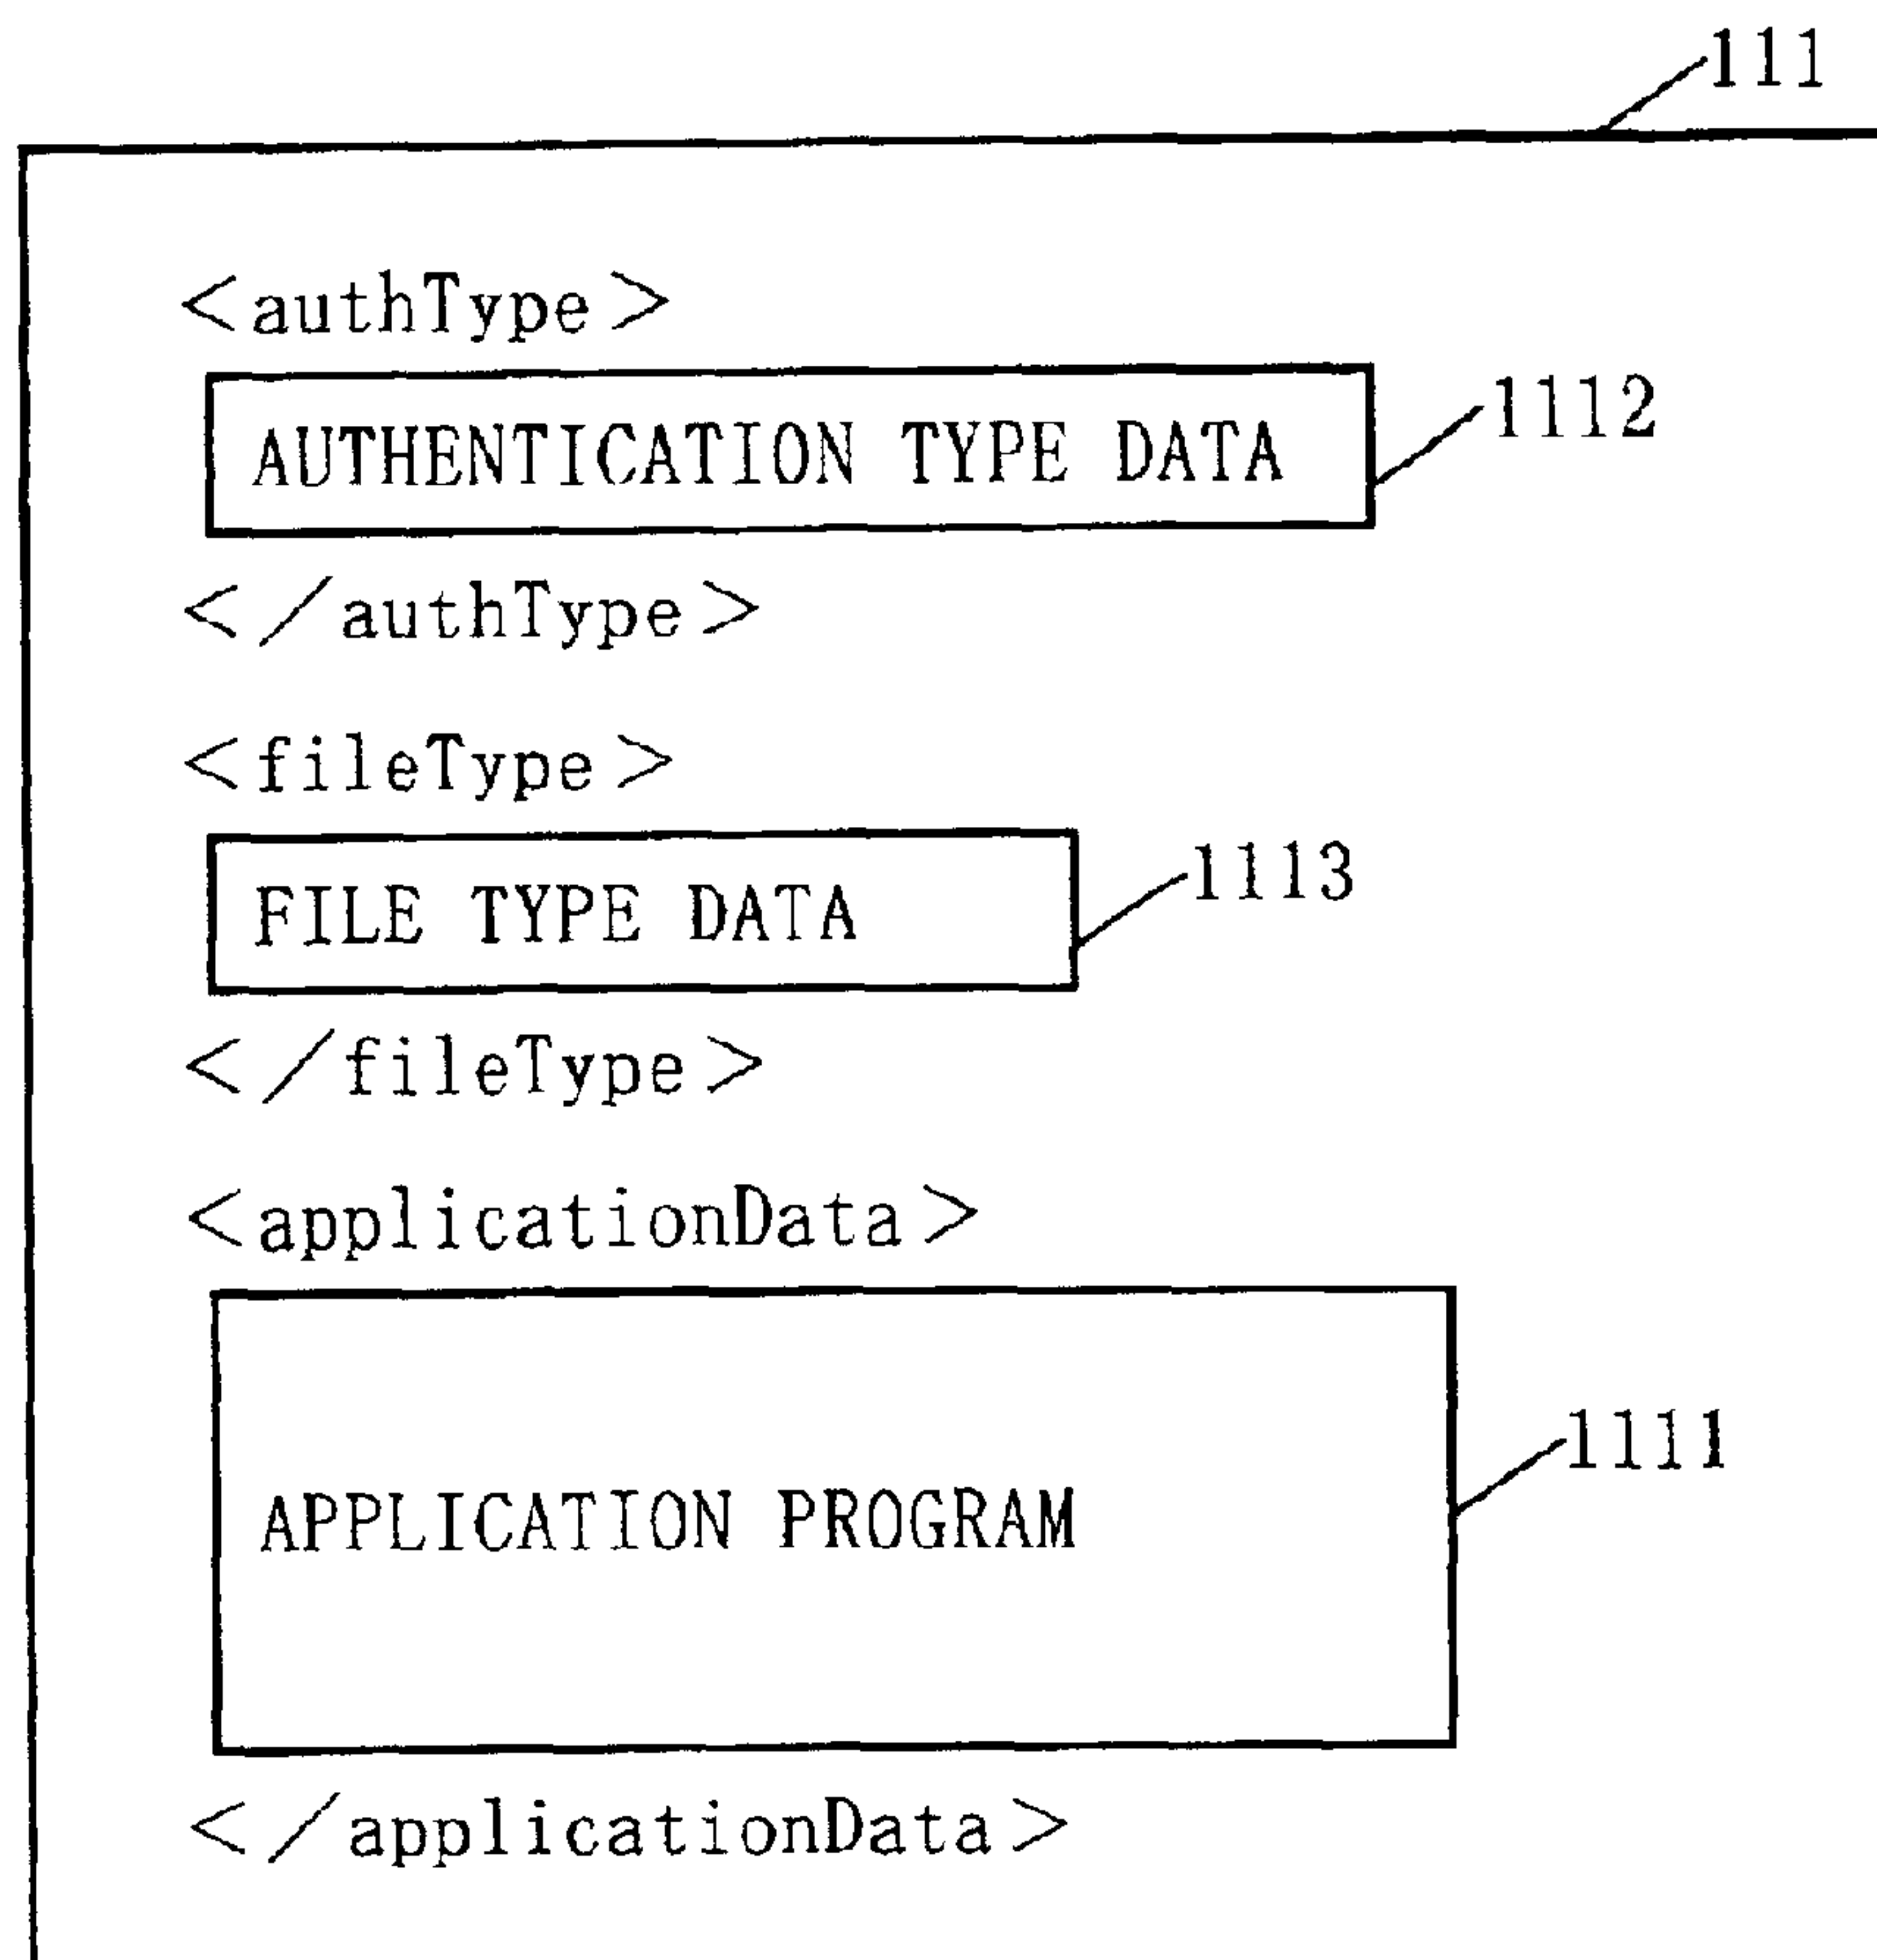 111
<authType>
AUTHENTICATION TYPE DATA 1112
</authType>
<fileType>
FILE TYPE DATA 1113
</fileType>
<applicationData>
APPLICATION PROGRAM 1111
</applicationData>